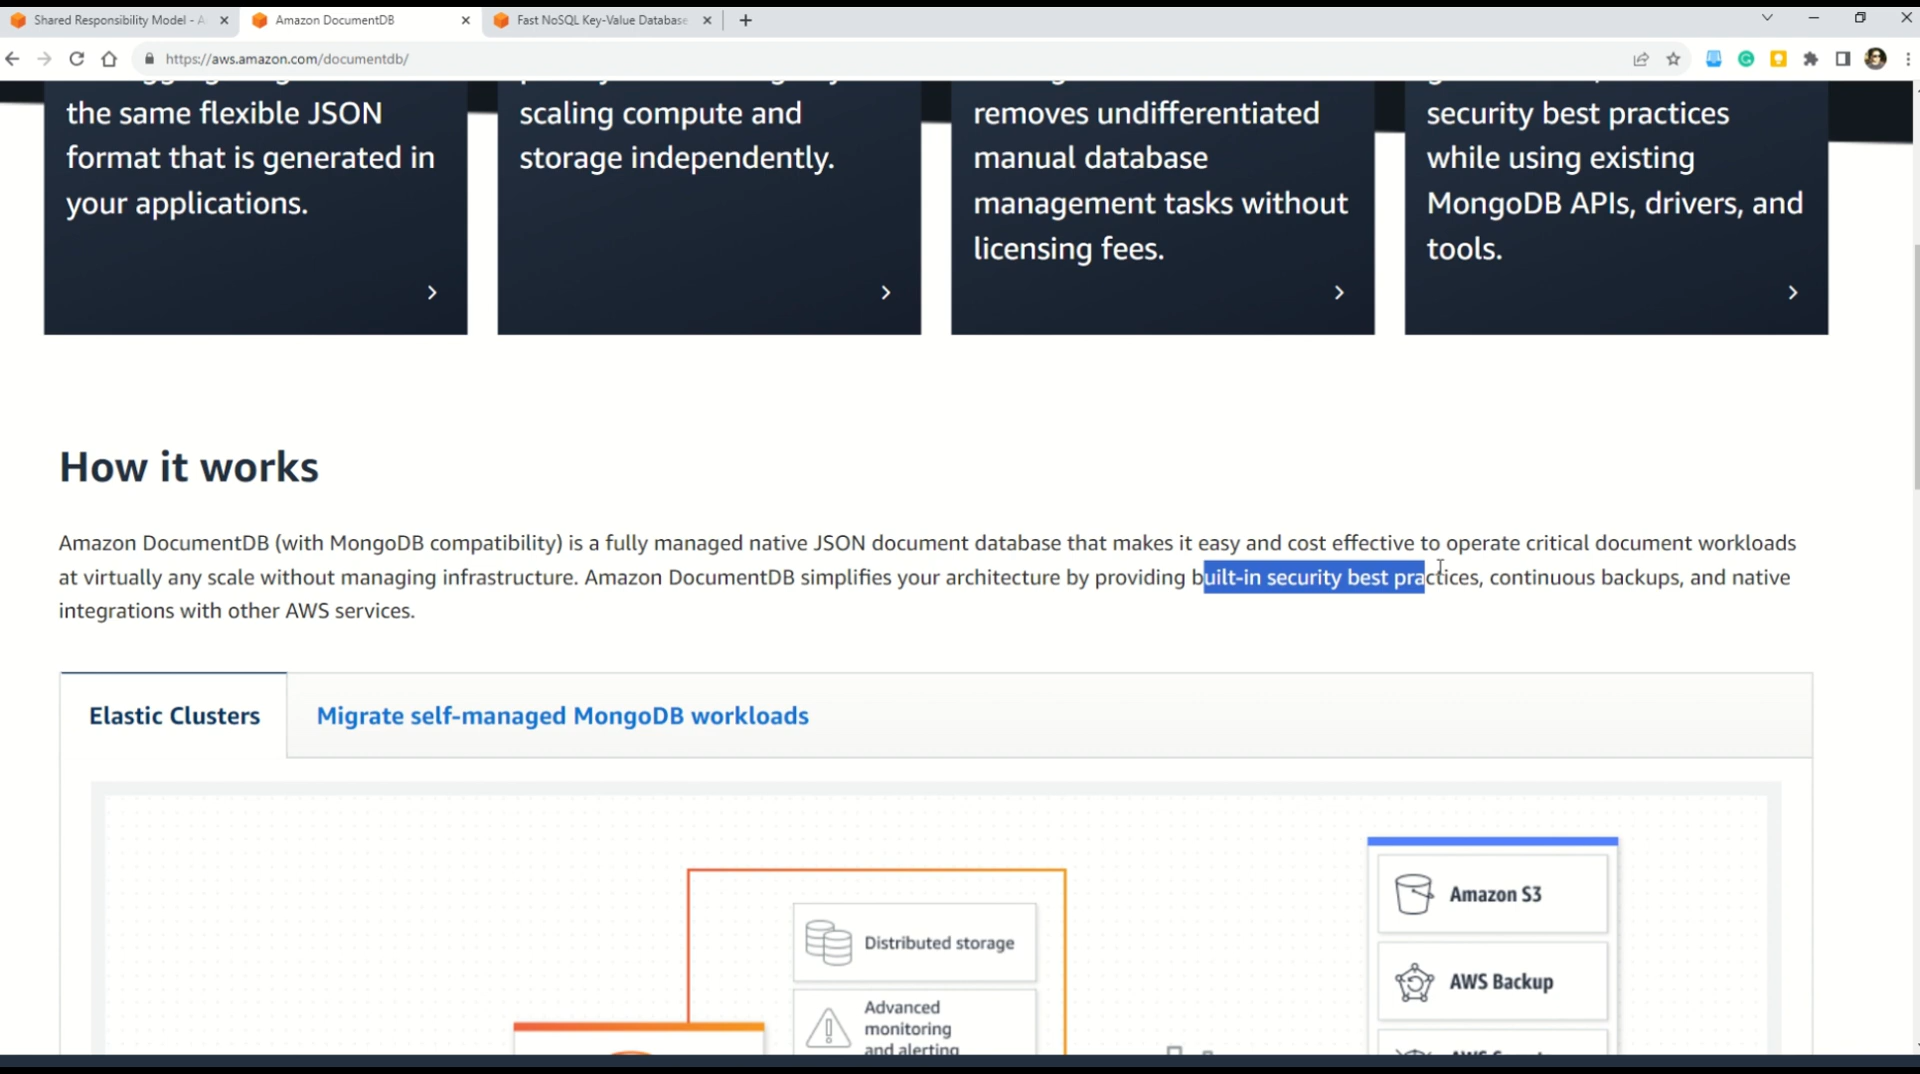 Shared Responsibility Model - A
Amazon DocumentDB
Fast NoSQL Key-Value Database
https://aws.amazon.com/documentdb/
the same flexible JSON
format that is generated in
your applications.
scaling compute and
storage independently.
removes undifferentiated
manual database
management tasks without
licensing fees.
security best practices
while using existing
MongoDB APIs, drivers, and
tools.
How it works
Amazon DocumentDB (with MongoDB compatibility) is a fully managed native JSON document database that makes it easy and cost effective to operate critical document workloads
at virtually any scale without managing infrastructure. Amazon DocumentDB simplifies your architecture by providing built-in security best practices, continuous backups, and native
integrations with other AWS services.
Elastic Clusters
Migrate self-managed MongoDB workloads
Distributed storage
Advanced
monitoring
and alerting
Amazon S3
AWS Backup